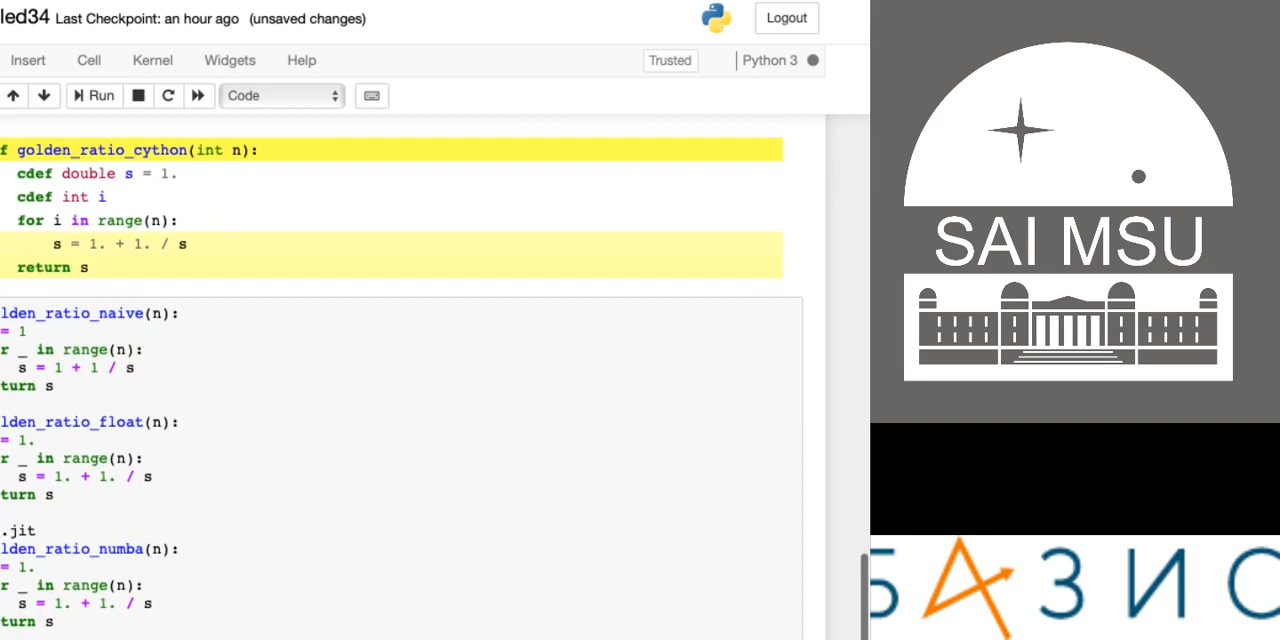 led34 Last Checkpoint: an hour ago (unsaved changes)
Logout
Insert Cell Kernel Widgets Help
Trusted
Python 3
Run
Code
f golden_ratio_cython(int n):
cdef double s = 1.
cdef int i
for i in range(n):
s = 1. + 1. / s
return s
lden_ratio_naive(n):
= 1
r _ in range(n):
s = 1 + 1 / s
turn s
lden_ratio_float(n):
= 1.
r _ in range(n):
s = 1. + 1. / s
turn s
.jit
lden_ratio_numba(n):
= 1.
r _ in range(n):
s = 1. + 1. / s
turn s
SAI MSU
БАЗИС